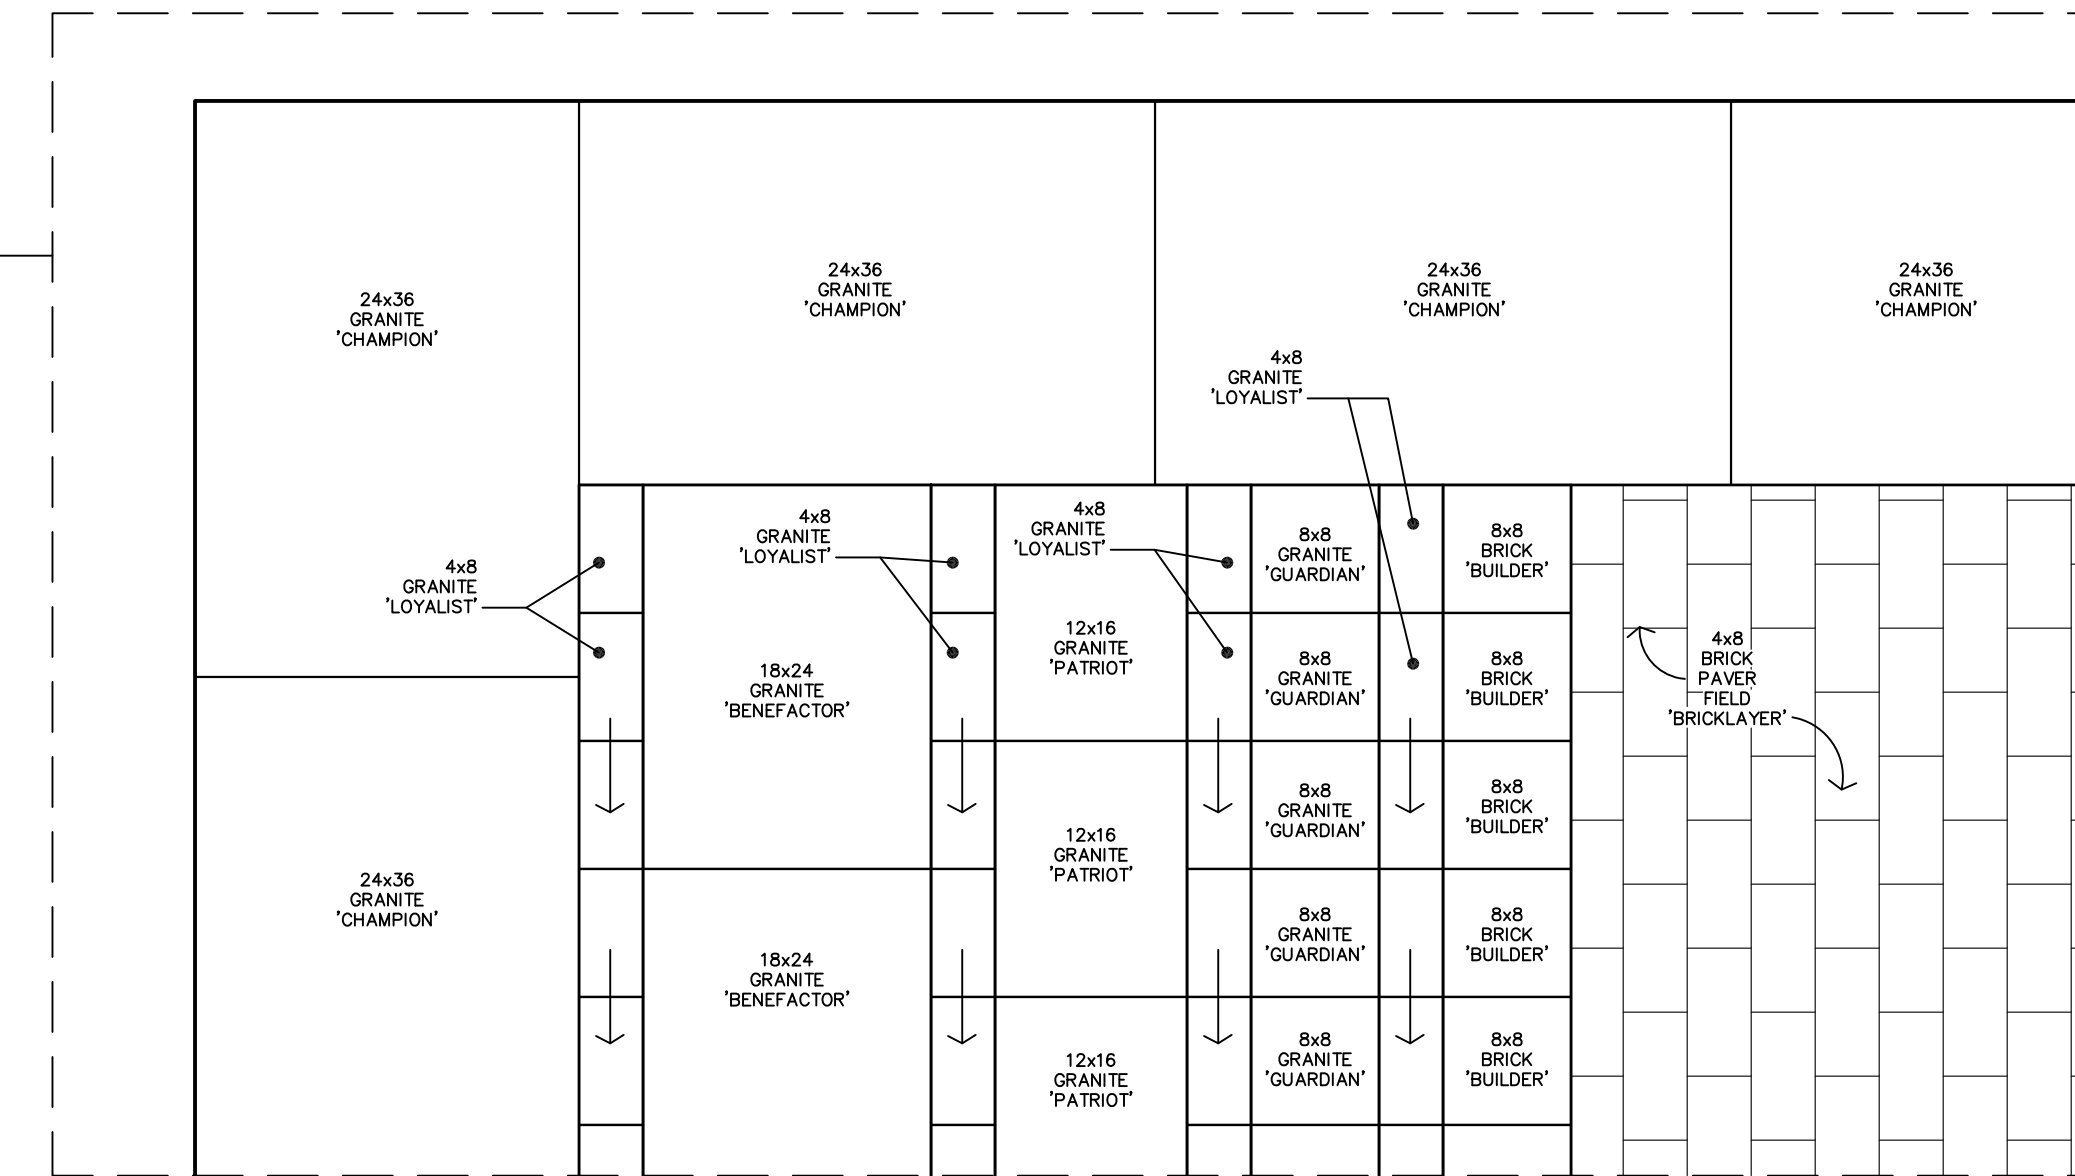 24x36
GRANITE
'CHAMPION'
24x36
GRANITE
'CHAMPION'
24x36
GRANITE
'CHAMPION'
24x36
GRANITE
'CHAMPION'
4x8
GRANITE
'LOYALIST'
4x8
GRANITE
'LOYALIST'
4x8
GRANITE
'LOYALIST'
4x8
GRANITE
'LOYALIST'
18x24
GRANITE
'BENEFACTOR'
12x16
GRANITE
'PATRIOT'
8x8
GRANITE
'GUARDIAN'
8x8
BRICK
'BUILDER'
8x8
GRANITE
'GUARDIAN'
8x8
BRICK
'BUILDER'
4x8
BRICK
PAVER
FIELD
'BRICKLAYER'
8x8
GRANITE
'GUARDIAN'
8x8
BRICK
'BUILDER'
12x16
GRANITE
'PATRIOT'
24x36
GRANITE
'CHAMPION'
18x24
GRANITE
'BENEFACTOR'
8x8
GRANITE
'GUARDIAN'
8x8
BRICK
'BUILDER'
12x16
GRANITE
'PATRIOT'
8x8
GRANITE
'GUARDIAN'
8x8
BRICK
'BUILDER'